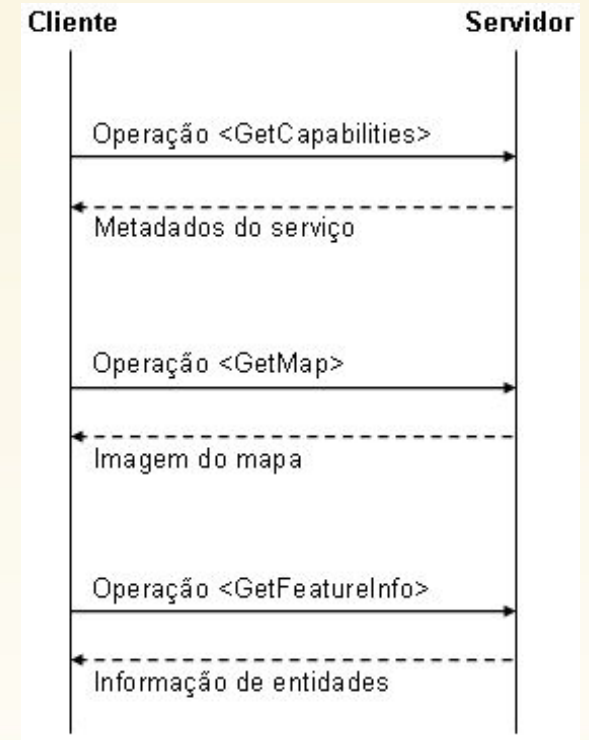 Cliente
Servidor
Operação <GetCapabilities>
Metadados do serviço
Operação <GetMap>
Imagem do mapa
Operação <GetFeatureInfo>
Informação de entidades